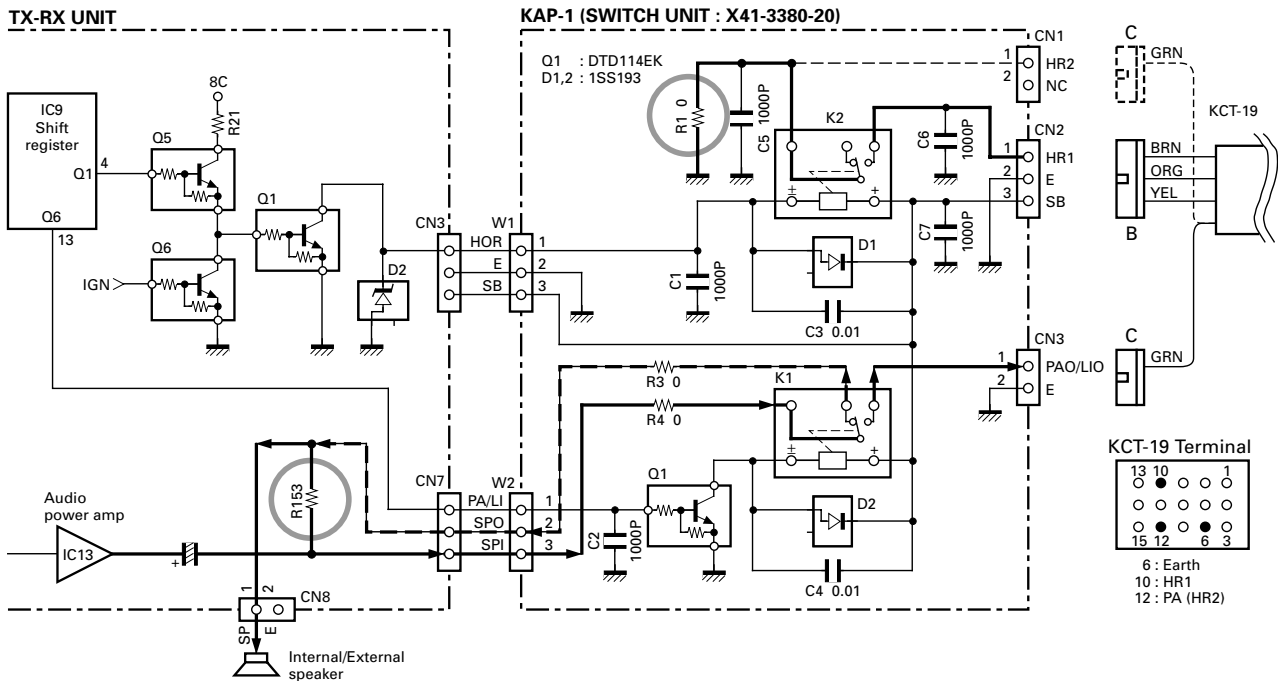 TX-RX UNIT
KAP-1 (SWITCH UNIT : X41-3380-20)
IC9
Shift
register
Q1
4
Q6
13
8C
R21
Q5
Q1
Q6
IGN
D2
CN3
W1
HOR
1
E
2
SB
3
Q1 : DTD114EK
D1,2 : 1SS193
R1 0
C5
1000P
K2
C6
1000P
±
+
C1
1000P
D1
C3 0.01
C7
1000P
CN1
1
HR2
2
NC
CN2
1
HR1
2
E
3
SB
CN3
1
PAO/LIO
2
E
C
GRN
KCT-19
BRN
ORG
YEL
B
C
GRN
R3 0
R4 0
K1
±
+
Q1
D2
C4 0.01
C2
1000P
CN7
W2
PA/LI
1
SPO
2
SPI
3
R153
Audio
power amp
IC13
+
1
2
CN8
SP
E
Internal/External
speaker
KCT-19 Terminal
13 10 1
15 12 6 3
6 : Earth
10 : HR1
12 : PA (HR2)